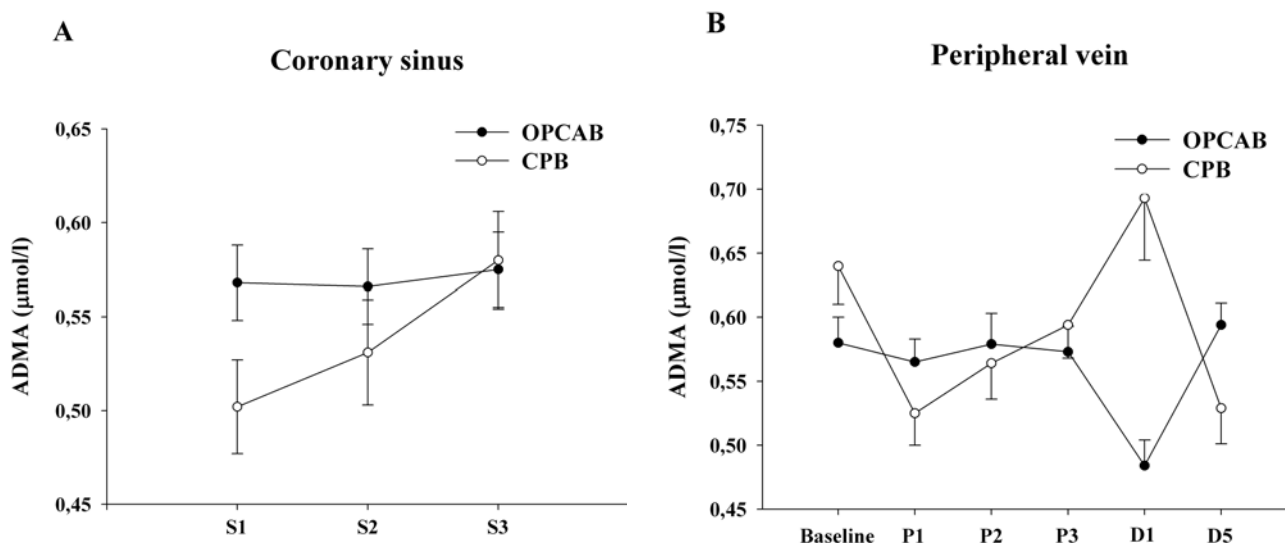 A
Coronary sinus
OPCAB
CPB
0,65
0,60
0,55
0,50
0,45
ADMA (μmol/l)
S1 S2 S3
B
Peripheral vein
OPCAB
CPB
0,75
0,70
0,65
0,60
0,55
0,50
0,45
ADMA (μmol/l)
Baseline P1 P2 P3 D1 D5